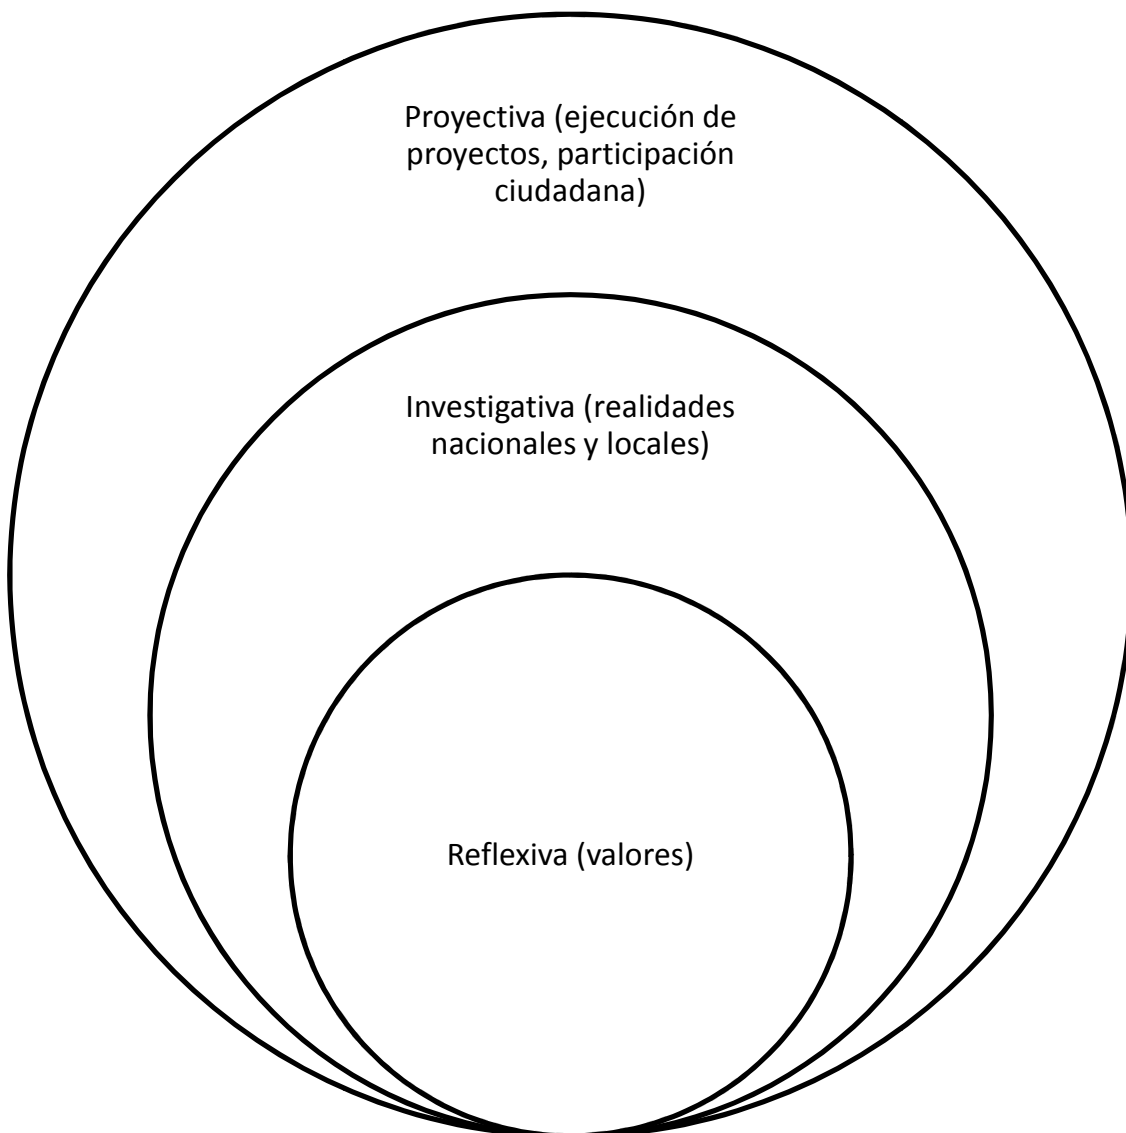 Proyectiva (ejecución de
proyectos, participación
ciudadana)
Investigativa (realidades
nacionales y locales)
Reflexiva (valores)